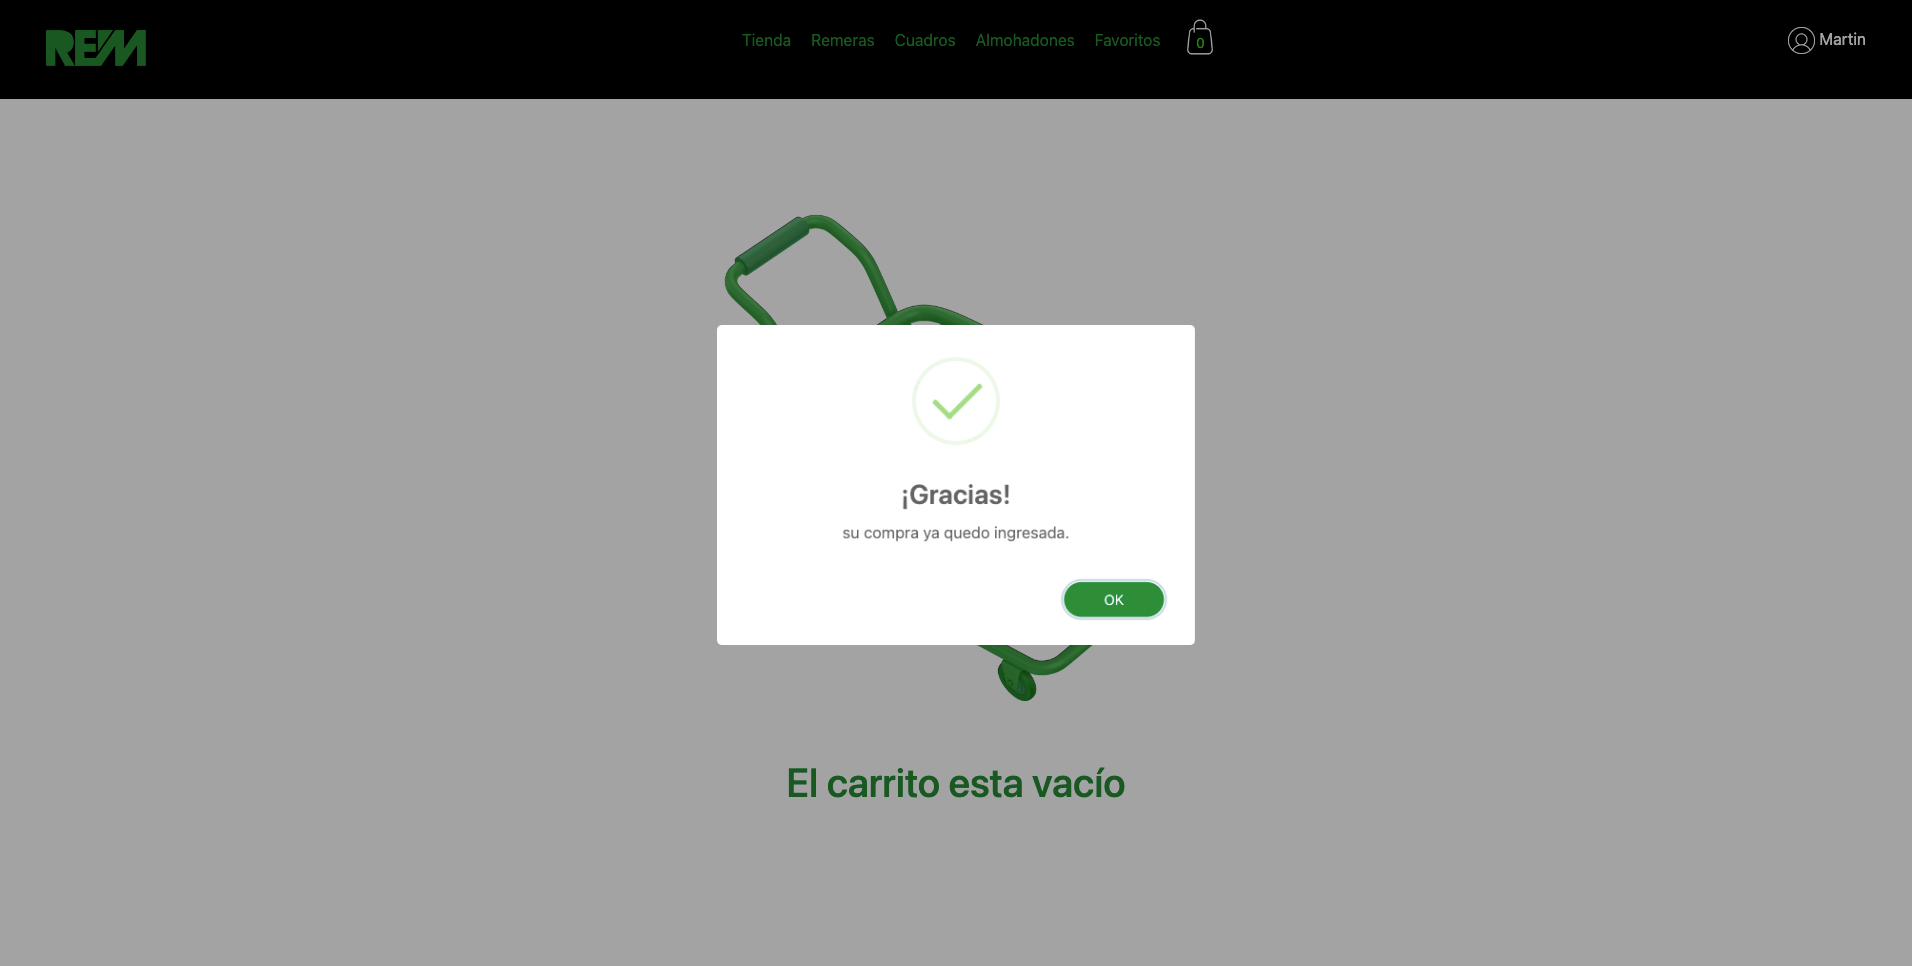 REM
Tienda Remeras Cuadros Almohadones Favoritos 0 Martin
¡Gracias!
su compra ya quedo ingresada.
OK
El carrito esta vacío